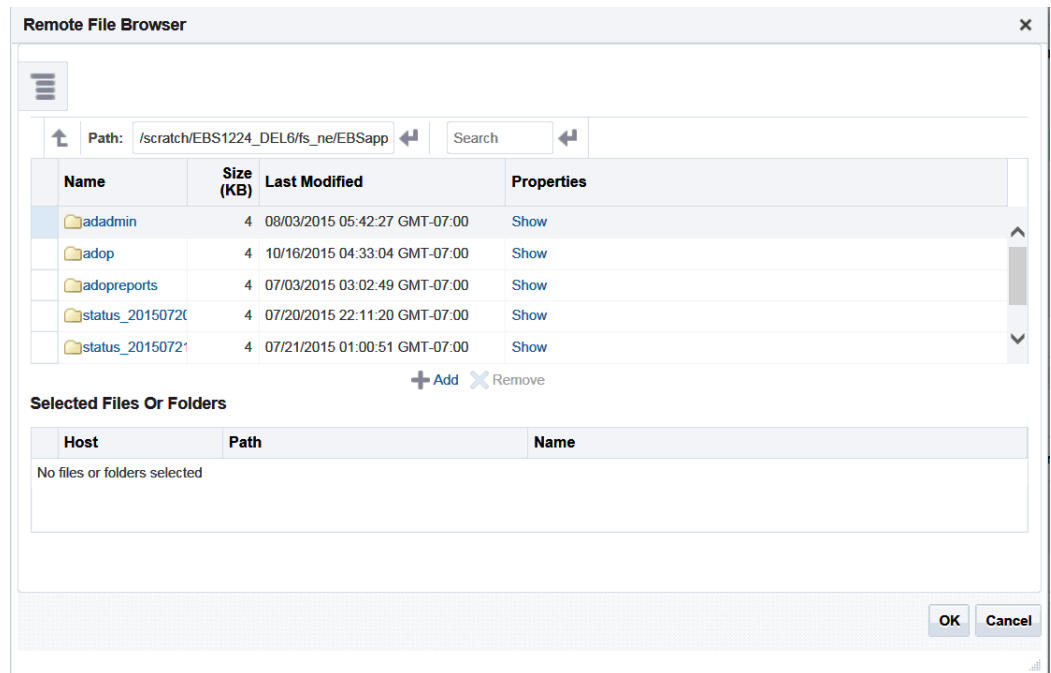 Remote File Browser
Path: /scratch/EBS1224_DEL6/fs_ne/EBSapp Search
Name Size (KB) Last Modified Properties
adadmin 4 08/03/2015 05:42:27 GMT-07:00 Show
adop 4 10/16/2015 04:33:04 GMT-07:00 Show
adopreports 4 07/03/2015 03:02:49 GMT-07:00 Show
status_20150720 4 07/20/2015 22:11:20 GMT-07:00 Show
status_20150721 4 07/21/2015 01:00:51 GMT-07:00 Show
Add Remove
Selected Files Or Folders
Host Path Name
No files or folders selected
OK Cancel